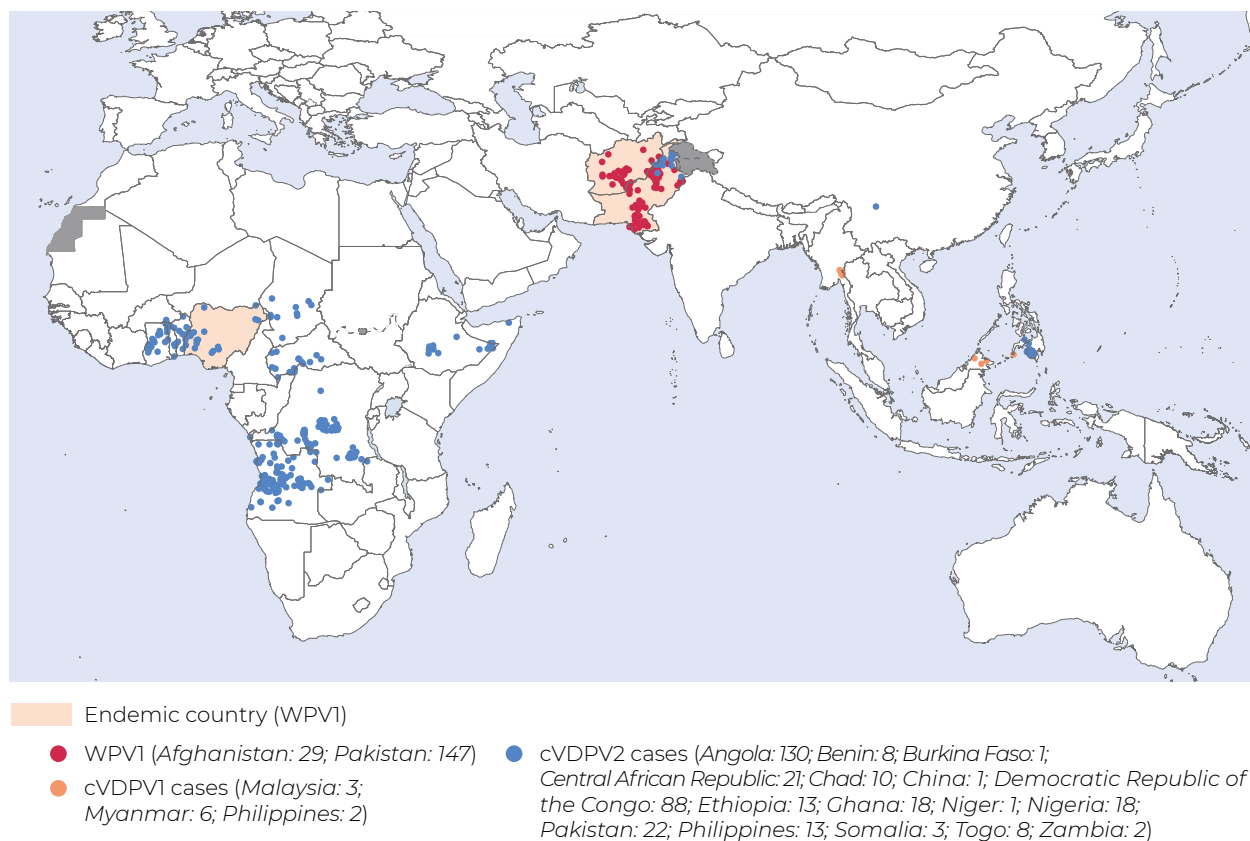 Endemic country (WPV1)
WPV1 (Afghanistan: 29; Pakistan: 147)
cVDPV1 cases (Malaysia: 3;
Myanmar: 6; Philippines: 2)
cVDPV2 cases (Angola: 130; Benin: 8; Burkina Faso: 1;
Central African Republic: 21; Chad: 10; China: 1; Democratic Republic of
the Congo: 88; Ethiopia: 13; Ghana: 18; Niger: 1; Nigeria: 18;
Pakistan: 22; Philippines: 13; Somalia: 3; Togo: 8; Zambia: 2)